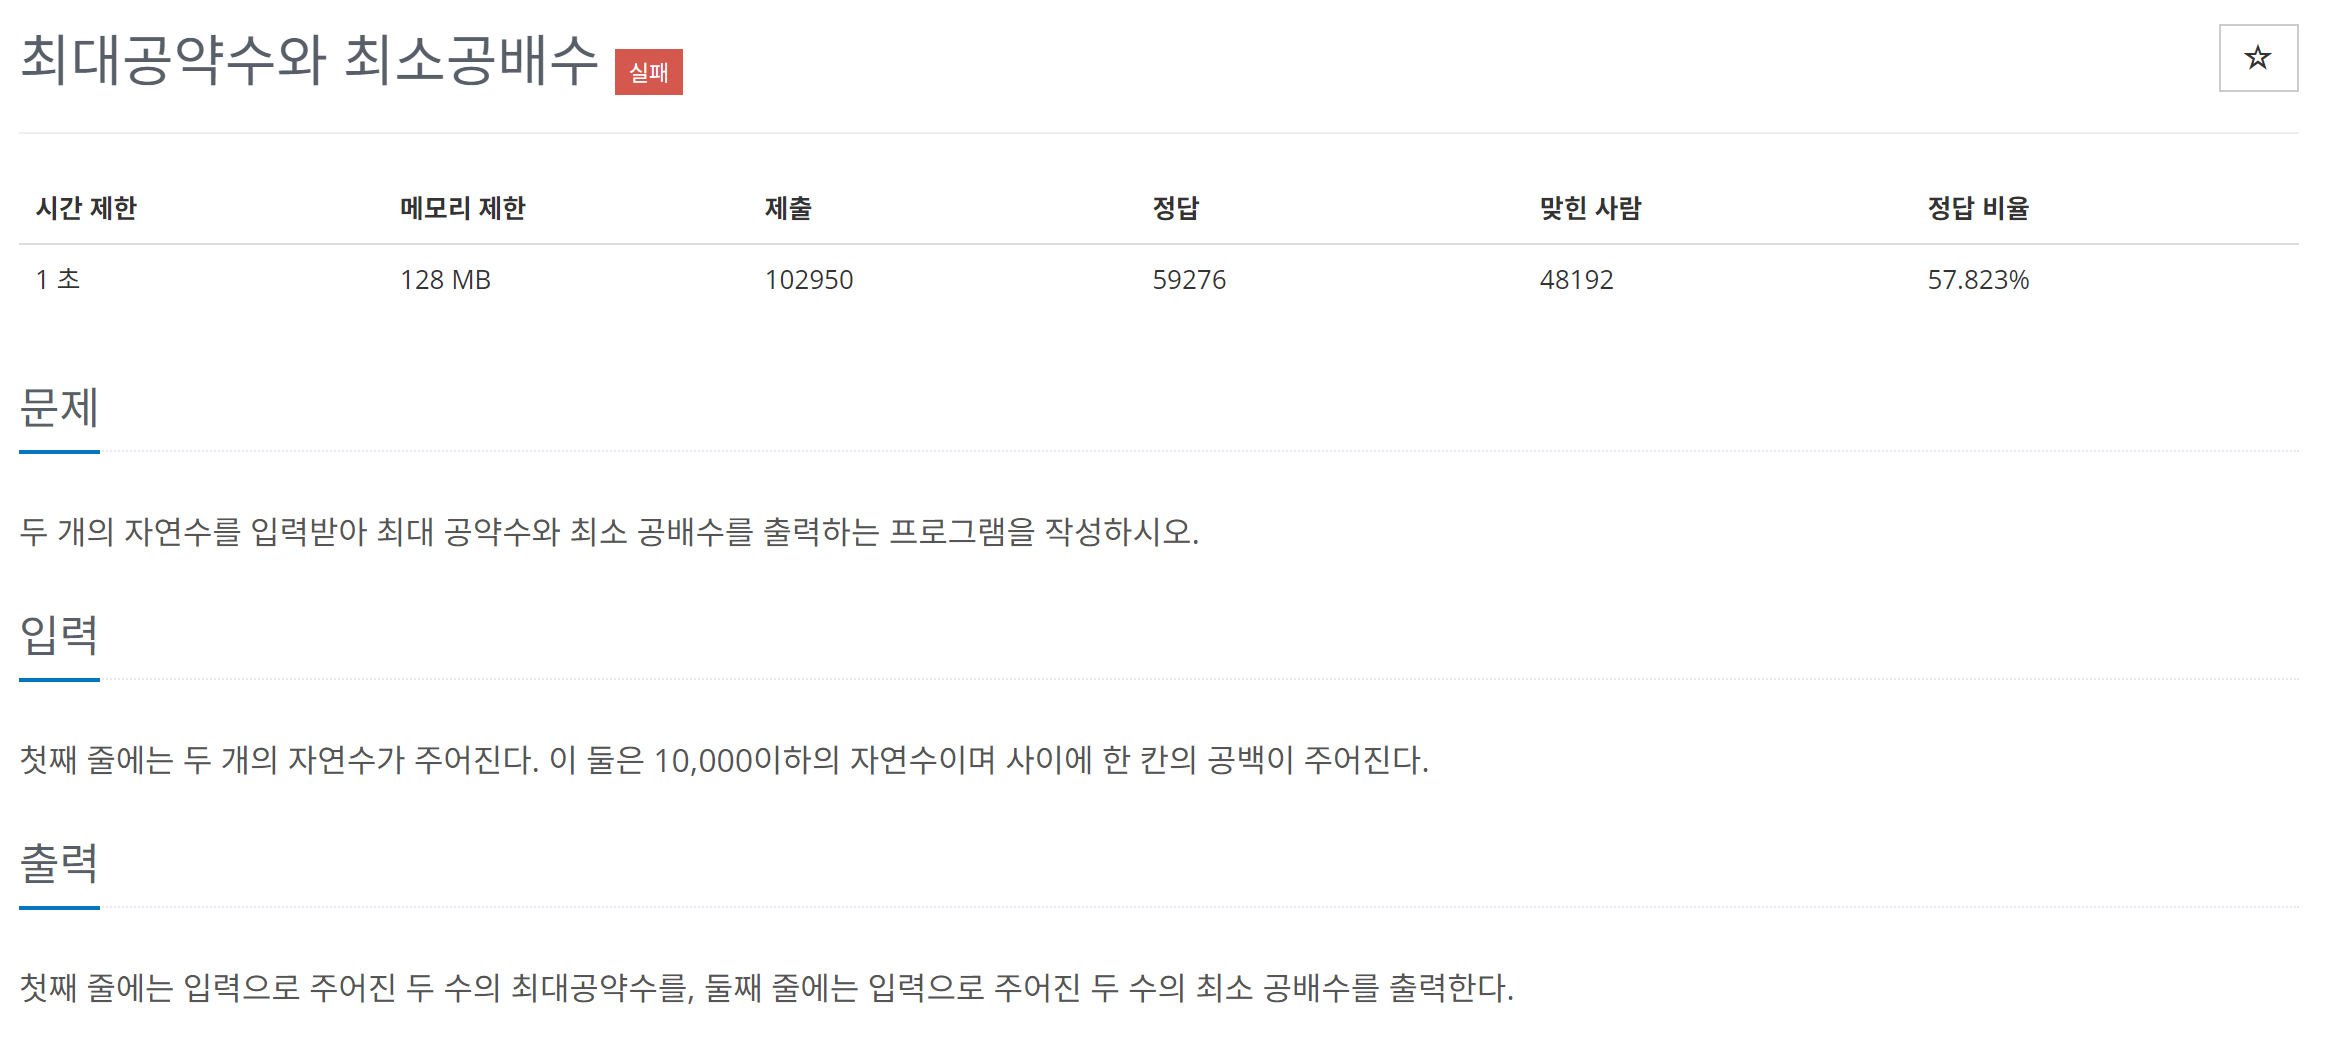 최대공약수와 최소공배수 실패
☆
시간 제한 메모리 제한 제출 정답 맞힌 사람 정답 비율
1 초 128 MB 102950 59276 48192 57.823%
문제
두 개의 자연수를 입력받아 최대 공약수와 최소 공배수를 출력하는 프로그램을 작성하시오.
입력
첫째 줄에는 두 개의 자연수가 주어진다. 이 둘은 10,000이하의 자연수이며 사이에 한 칸의 공백이 주어진다.
출력
첫째 줄에는 입력으로 주어진 두 수의 최대공약수를, 둘째 줄에는 입력으로 주어진 두 수의 최소 공배수를 출력한다.